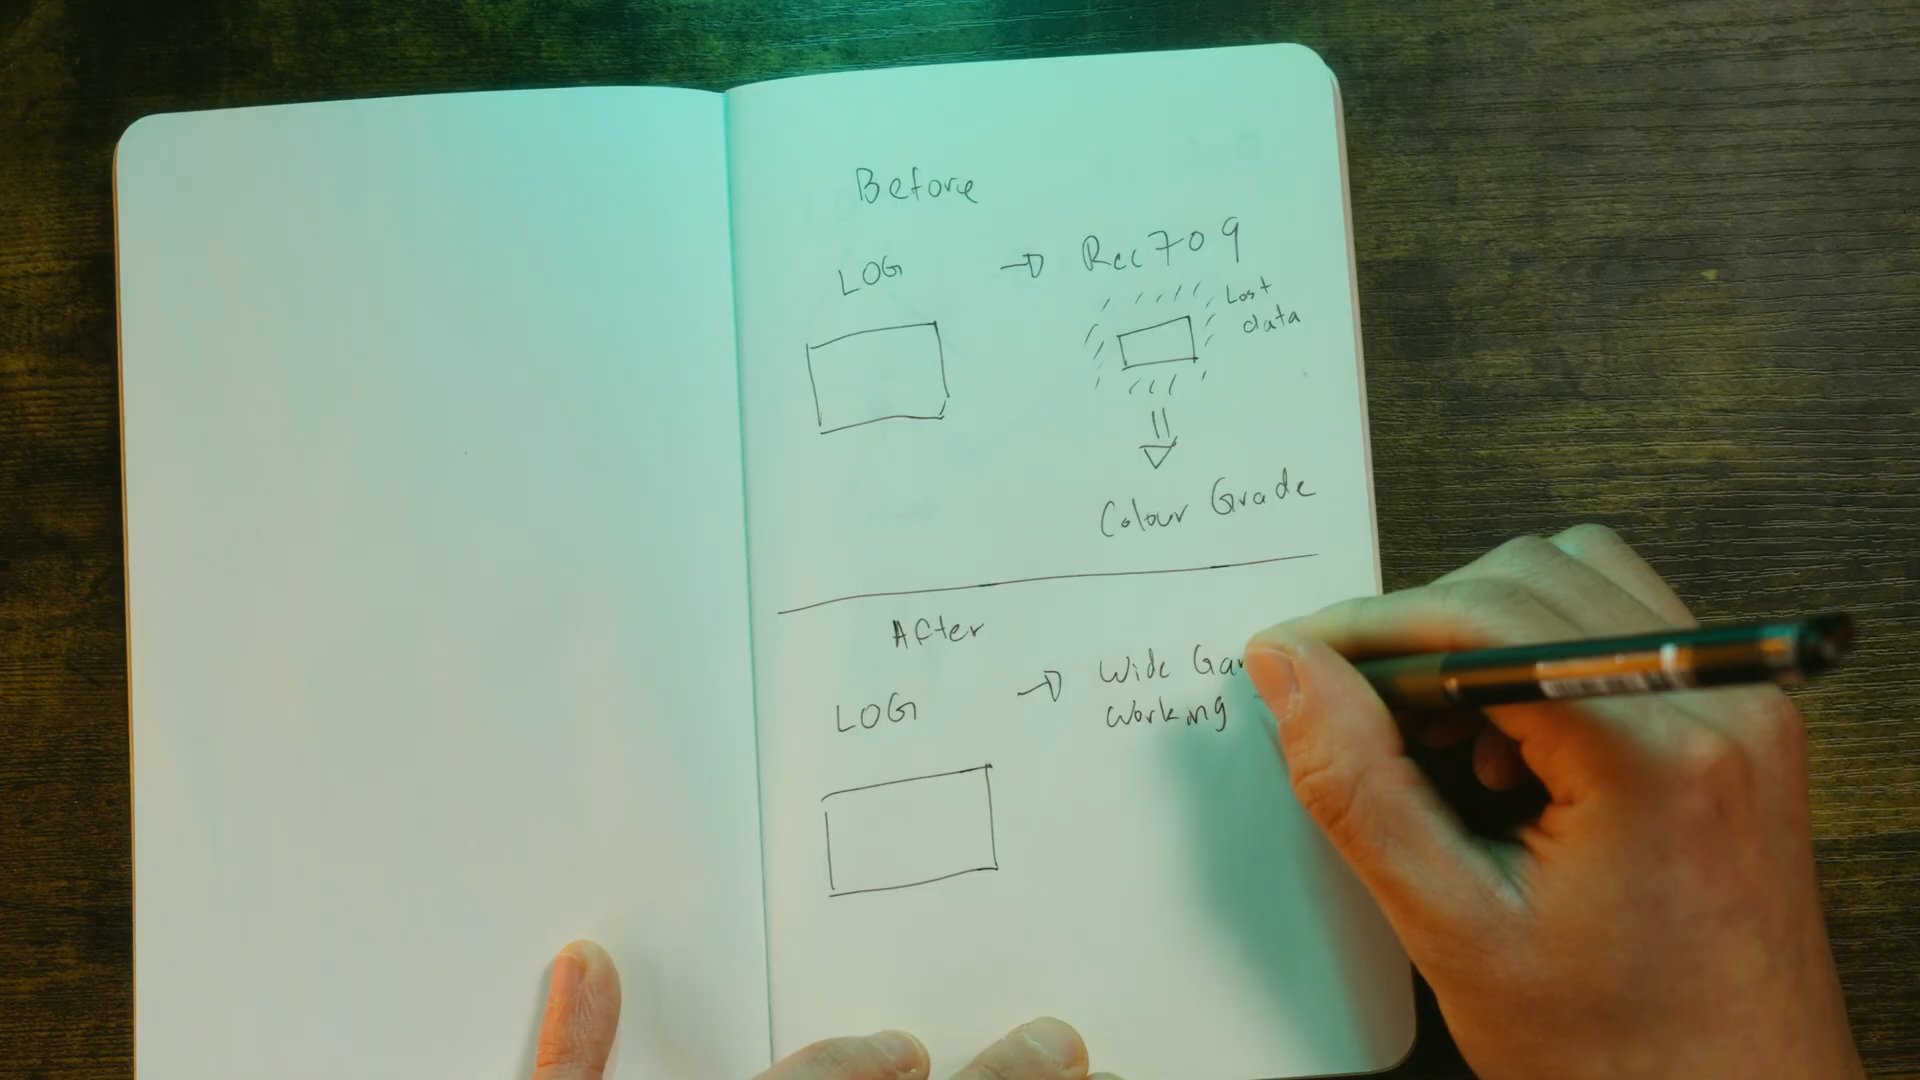 Before
LOG → Rec709
Lost
data
Colour Grade
After
LOG → Wide
Working